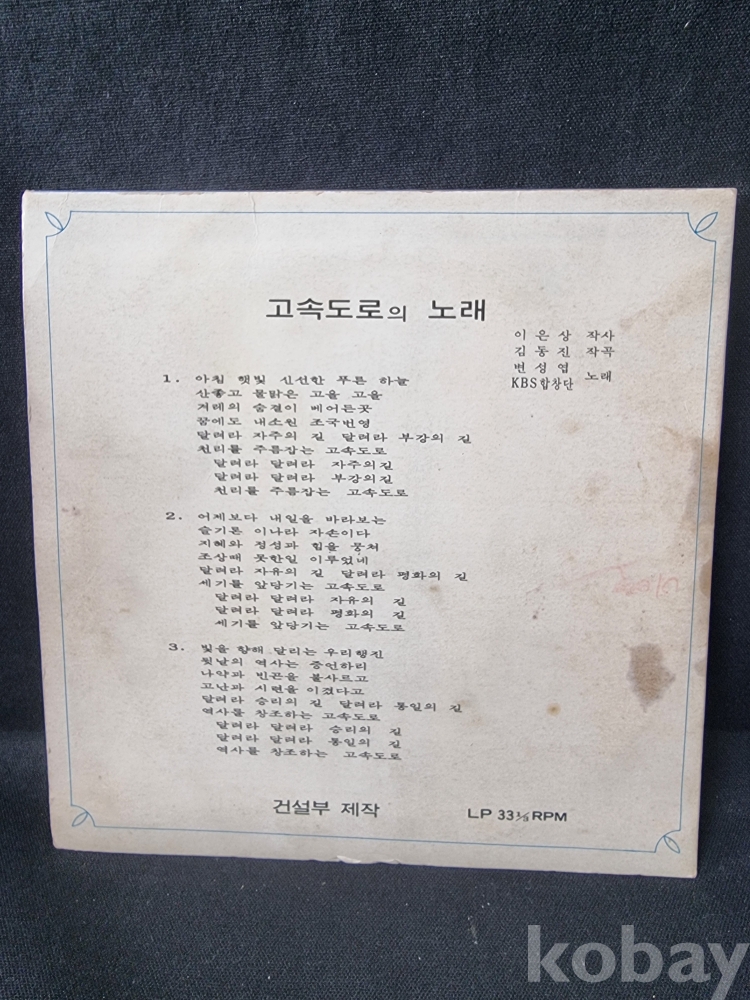 고속도로의 노래
이은상 작사
김동진 작곡
변성엽
KBS합창단 노래
1. 아침 햇빛 신선한 푸른 하늘
산좋고 물맑은 고을 고을
겨레의 숨결이 베어든곳
꿈에도 내소원 조국번영
달려라 자주의 길 달려라 부강의 길
천리를 주름잡는 고속도로
달려라 달려라 자주의길
달려라 달려라 부강의길
천리를 주름잡는 고속도로
2. 어제보다 내일을 바라보는
슬기론 이나라 자손이다
지혜와 정성과 힘을 뭉쳐
조상때 못한일 이루었네
달려라 자유의 길 달려라 평화의 길
세기를 앞당기는 고속도로
달려라 달려라 자유의 길
달려라 달려라 평화의 길
세기를 앞당기는 고속도로
3. 빛을 향해 달리는 우리행진
뒷날의 역사는 증언하리
나약과 빈곤을 불사르고
고난과 시련을 이겼다고
달려라 승리의 길 달려라 통일의 길
역사를 창조하는 고속도로
달려라 달려라 승리의 길
달려라 달려라 통일의 길
역사를 창조하는 고속도로
건설부 제작
LP 33⅓RPM
kobay